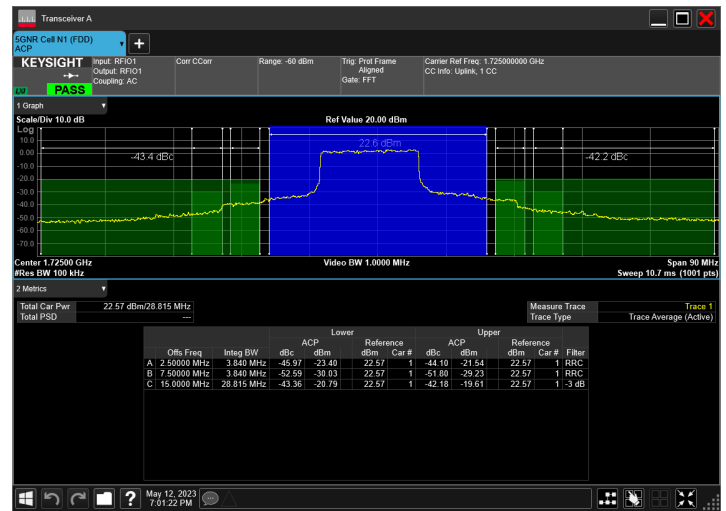 Transceiver A
5GNR Cell N1 (FDD)
ACP
KEYSIGHT
LXI
PASS
Input: RFIO1
Output: RFIO1
Coupling: AC
Corr CCorr
Range: -60 dBm
Trig: Prot Frame
Aligned
Gate: FFT
Carrier Ref Freq: 1.725000000 GHz
CC Info: Uplink, 1 CC
1 Graph
Scale/Div 10.0 dB
Ref Value 20.00 dBm
Log
10.0
0.00
-10.0
-20.0
-30.0
-40.0
-50.0
-60.0
-70.0
-43.4 dBc
22.6 dBm
-42.2 dBc
Center 1.72500 GHz
Video BW 1.0000 MHz
Span 90 MHz
#Res BW 100 kHz
Sweep 10.7 ms (1001 pts)
2 Metrics
Total Car Pwr 22.57 dBm/28.815 MHz
Total PSD ---
Measure Trace Trace 1
Trace Type Trace Average (Active)
Lower Upper
ACP Reference ACP Reference
Offs Freq Integ BW dBc dBm dBm Car # dBc dBm dBm Car # Filter
A 2.50000 MHz 3.840 MHz -45.97 -23.40 22.57 1 -44.10 -21.54 22.57 1 RRC
B 7.50000 MHz 3.840 MHz -52.59 -30.03 22.57 1 -51.80 -29.23 22.57 1 RRC
C 15.0000 MHz 28.815 MHz -43.36 -20.79 22.57 1 -42.18 -19.61 22.57 1 -3 dB
May 12, 2023
7:01:22 PM